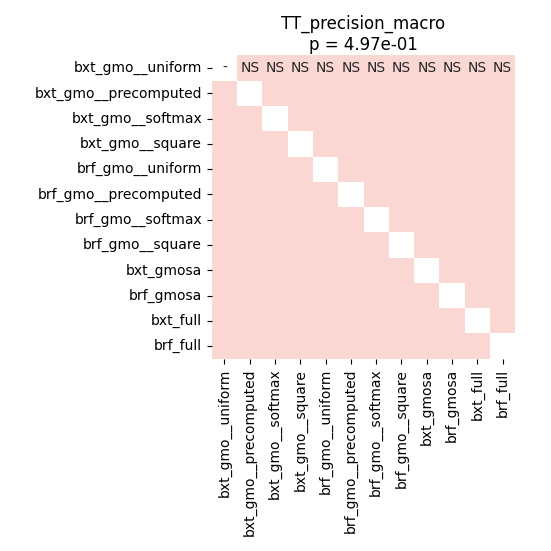 TT_precision_macro
p = 4.97e-01
bxt_gmo__uniform - NS NS NS NS NS NS NS NS NS NS NS
bxt_gmo__precomputed
bxt_gmo__softmax
bxt_gmo__square
brf_gmo__uniform
brf_gmo__precomputed
brf_gmo__softmax
brf_gmo__square
bxt_gmosa
brf_gmosa
bxt_full
brf_full
bxt_gmo__uniform
bxt_gmo__precomputed
bxt_gmo__softmax
bxt_gmo__square
brf_gmo__uniform
brf_gmo__precomputed
brf_gmo__softmax
brf_gmo__square
bxt_gmosa
brf_gmosa
bxt_full
brf_full